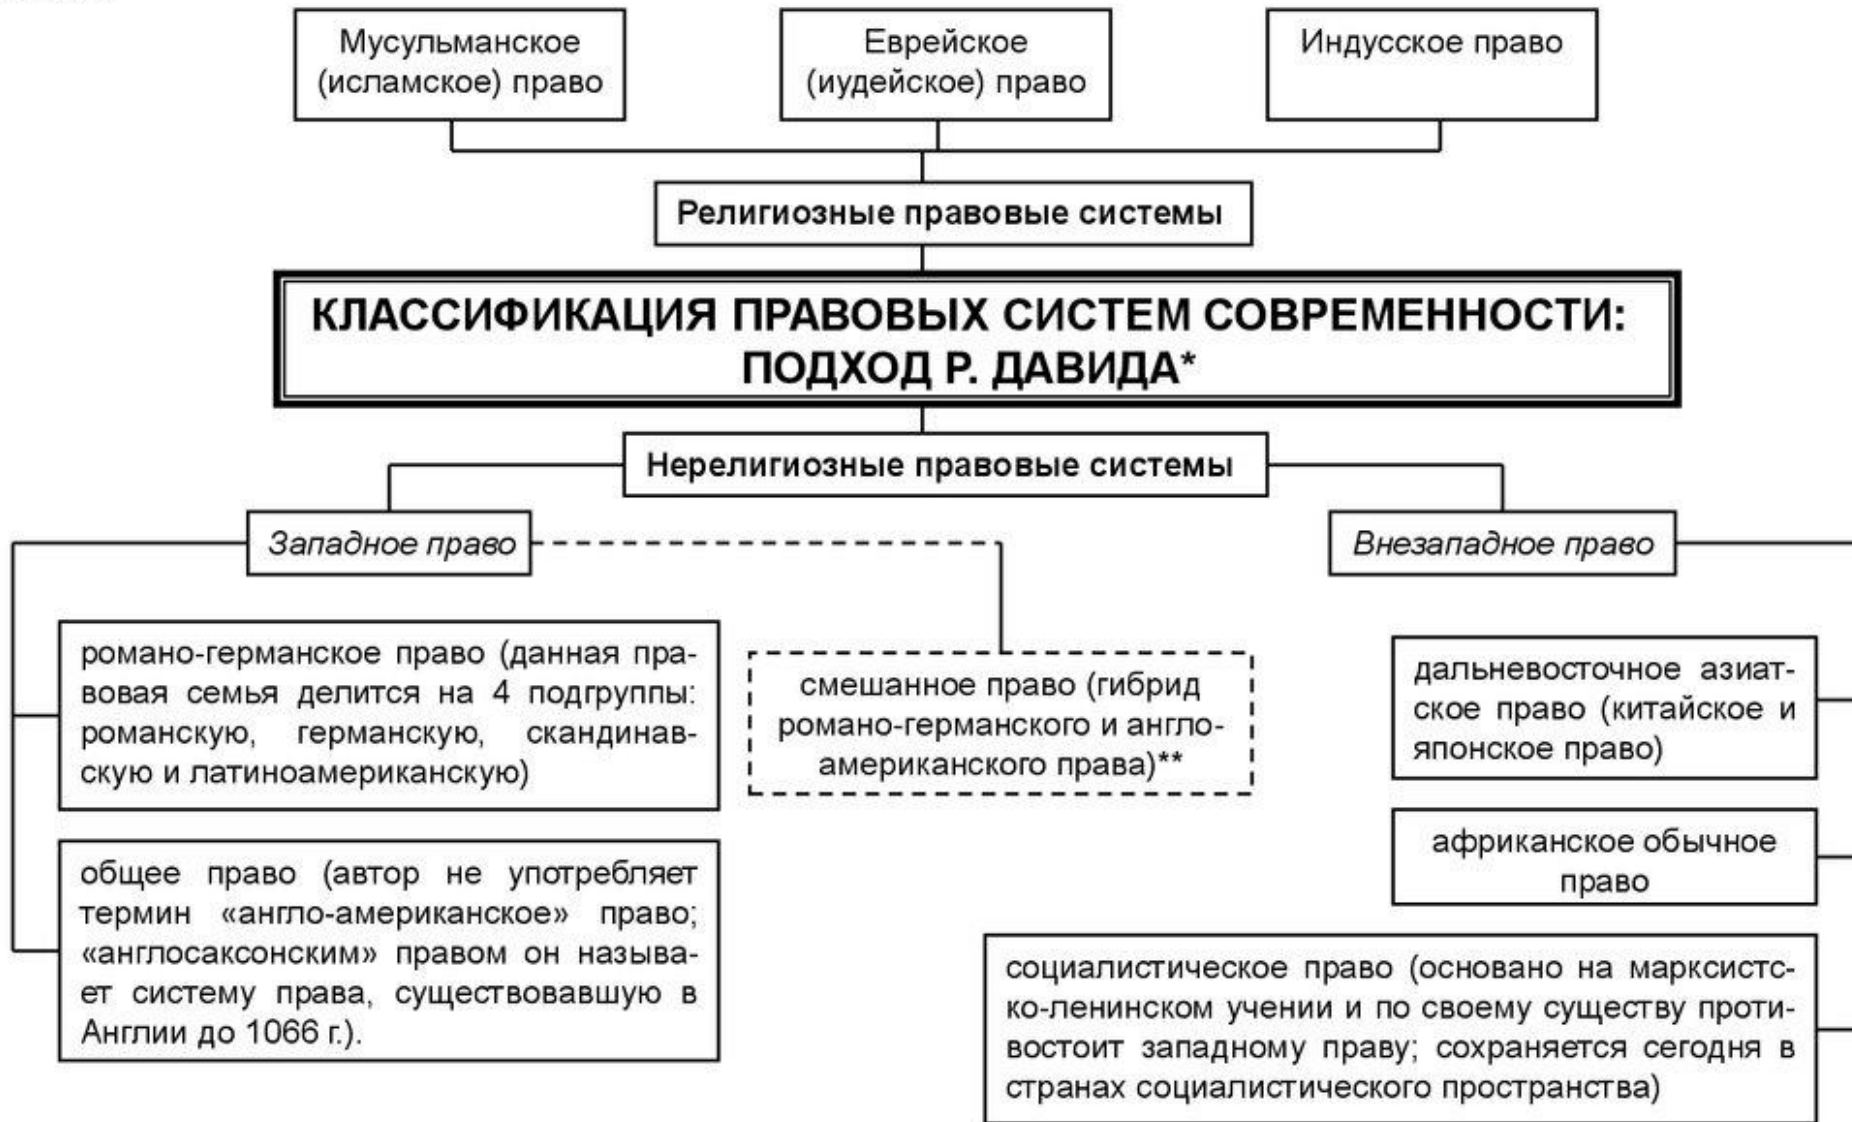 Мусульманское
(исламское) право
Еврейское
(иудейское) право
Индусское право
Религиозные правовые системы
КЛАССИФИКАЦИЯ ПРАВОВЫХ СИСТЕМ СОВРЕМЕННОСТИ:
ПОДХОД Р. ДАВИДА*
Нерелигиозные правовые системы
Западное право
Внезападное право
романо-германское право (данная пра-
вовая семья делится на 4 подгруппы:
романскую, германскую, скандинав-
скую и латиноамериканскую)
смешанное право (гибрид
романо-германского и англо-
американского права)**
дальневосточное азиат-
ское право (китайское и
японское право)
африканское обычное
право
общее право (автор не употребляет
термин «англо-американское» право;
«англосаксонским» правом он называ-
ет систему права, существовавшую в
Англии до 1066 г.).
социалистическое право (основано на марксистс-
ко-ленинском учении и по своему существу проти-
востоит западному праву; сохраняется сегодня в
странах социалистического пространства)